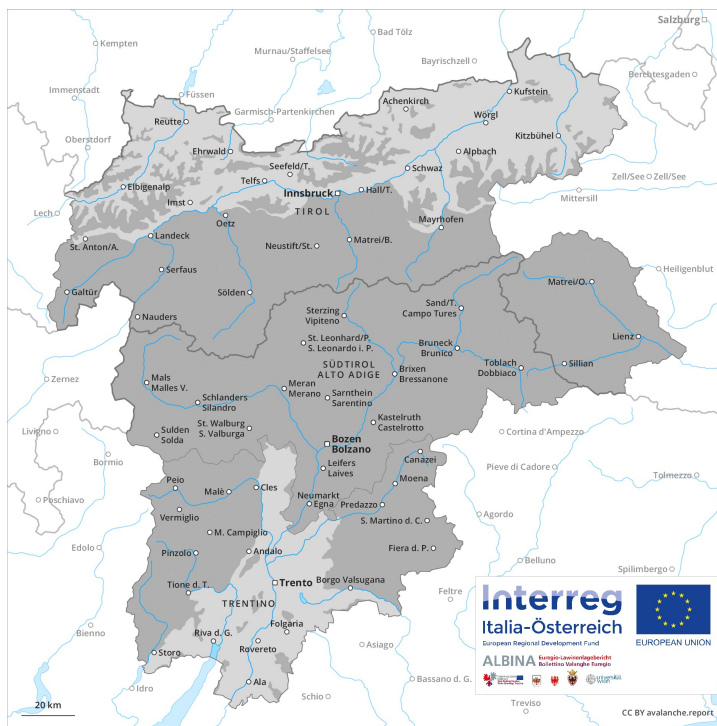 Salzburg
Kempten
Bad Tölz
Murnau/Staffelsee
Bayrischzell
Berchtesgaden
Immenstadt
Füssen
Kufstein
Achenkirch
Garmisch-Partenkirchen
Wörgl
Reutte
Oberstdorf
Kitzbühel
Ehrwald
Alpbach
Seefeld/T.
Schwaz
Zell/See
Zell/See
Telfs
Elbigenalp
Innsbruck
Hall/T.
Mittersill
Imst
Lech
TIROL
Oetz
Mayrhofen
Landeck
Matrei/B.
St. Anton/A.
Neustift/St.
Serfaus
Heiligenblut
Matrei/O.
Galtür
Sölden
Sand/T.
Campo Tures
Sterzing
Vipiteno
Nauders
Lienz
St. Leonhard/P.
S. Leonardo i. P.
Bruneck
Brunico
SÜDTIROL
ALTO ADIGE
Toblach
Dobbiaco
Sillian
Brixen
Bressanone
Zernez
Mals
Malles V.
Meran
Merano
Sarnthein
Sarentino
Schlanders
Silandro
St. Walburg
S. Valburga
Kastelruth
Castelrotto
Livigno
Sulden
Solda
Cortina d'Ampezzo
Bozen
Bolzano
Bormio
Canazei
Leifers
Laives
Pieve di Cadore
Tolmezzo
Peio
Moena
Malè
Cles
Poschiavo
Neumarkt
Egna
Predazzo
Vermiglio
Agordo
S. Martino d. C.
M. Campiglio
Edolo
Pinzolo
Andalo
Fiera d. P.
Belluno
Spilimbergo
Tione d. T.
Trento
Borgo Valsugana
Feltre
TRENTINO
Folgaria
Bienno
Riva d. G.
Rovereto
Asiago
Storo
Idro
Ala
Bassano d. G.
Schio
Treviso
Interreg
Italia-Österreich
European Regional Development Fund
EUROPEAN UNION
ALBINA
Euregio-Lawinenlagebericht
Bollettino Valanghe Euregio
universität
wien
20 km
CC BY avalanche.report